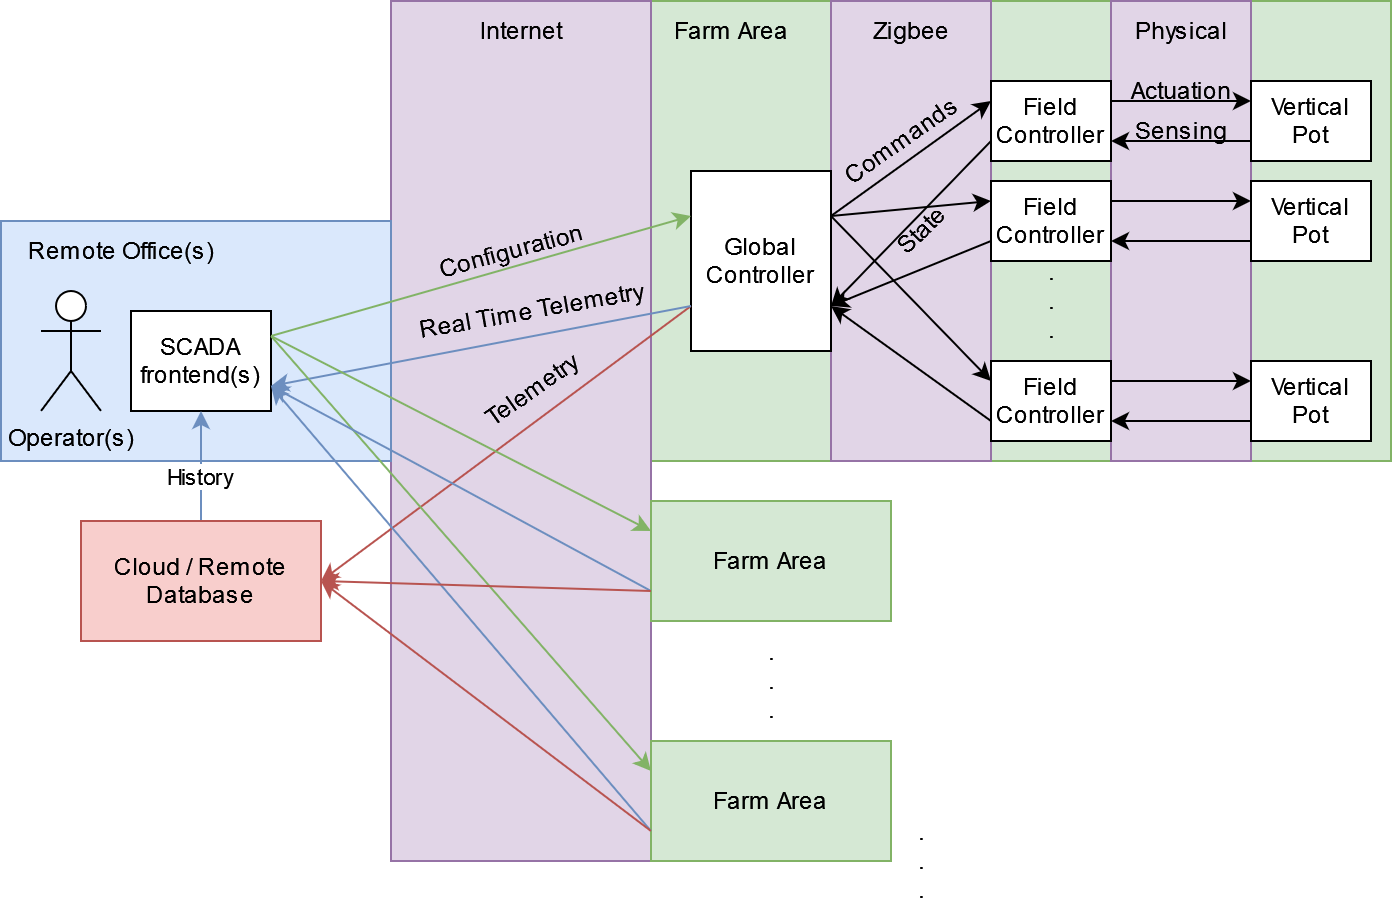 Internet
Farm Area
Zigbee
Physical
Commands
State
Field
Controller
Actuation
Sensing
Vertical
Pot
Field
Controller
Vertical
Pot
.
.
.
Field
Controller
Vertical
Pot
Global
Controller
Configuration
Real Time Telemetry
Telemetry
Remote Office(s)
SCADA
frontend(s)
Operator(s)
History
Cloud / Remote
Database
Farm Area
.
.
.
Farm Area
.
.
.